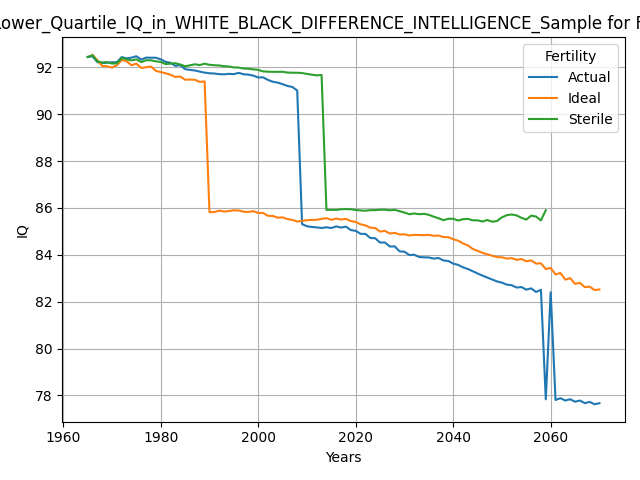 Lower_Quartile_IQ_in_WHITE_BLACK_DIFFERENCE_INTELLIGENCE_Sample for
Fertility
Actual
Ideal
Sterile
IQ
92
90
88
86
84
82
80
78
1960
1980
2000
2020
2040
2060
Years